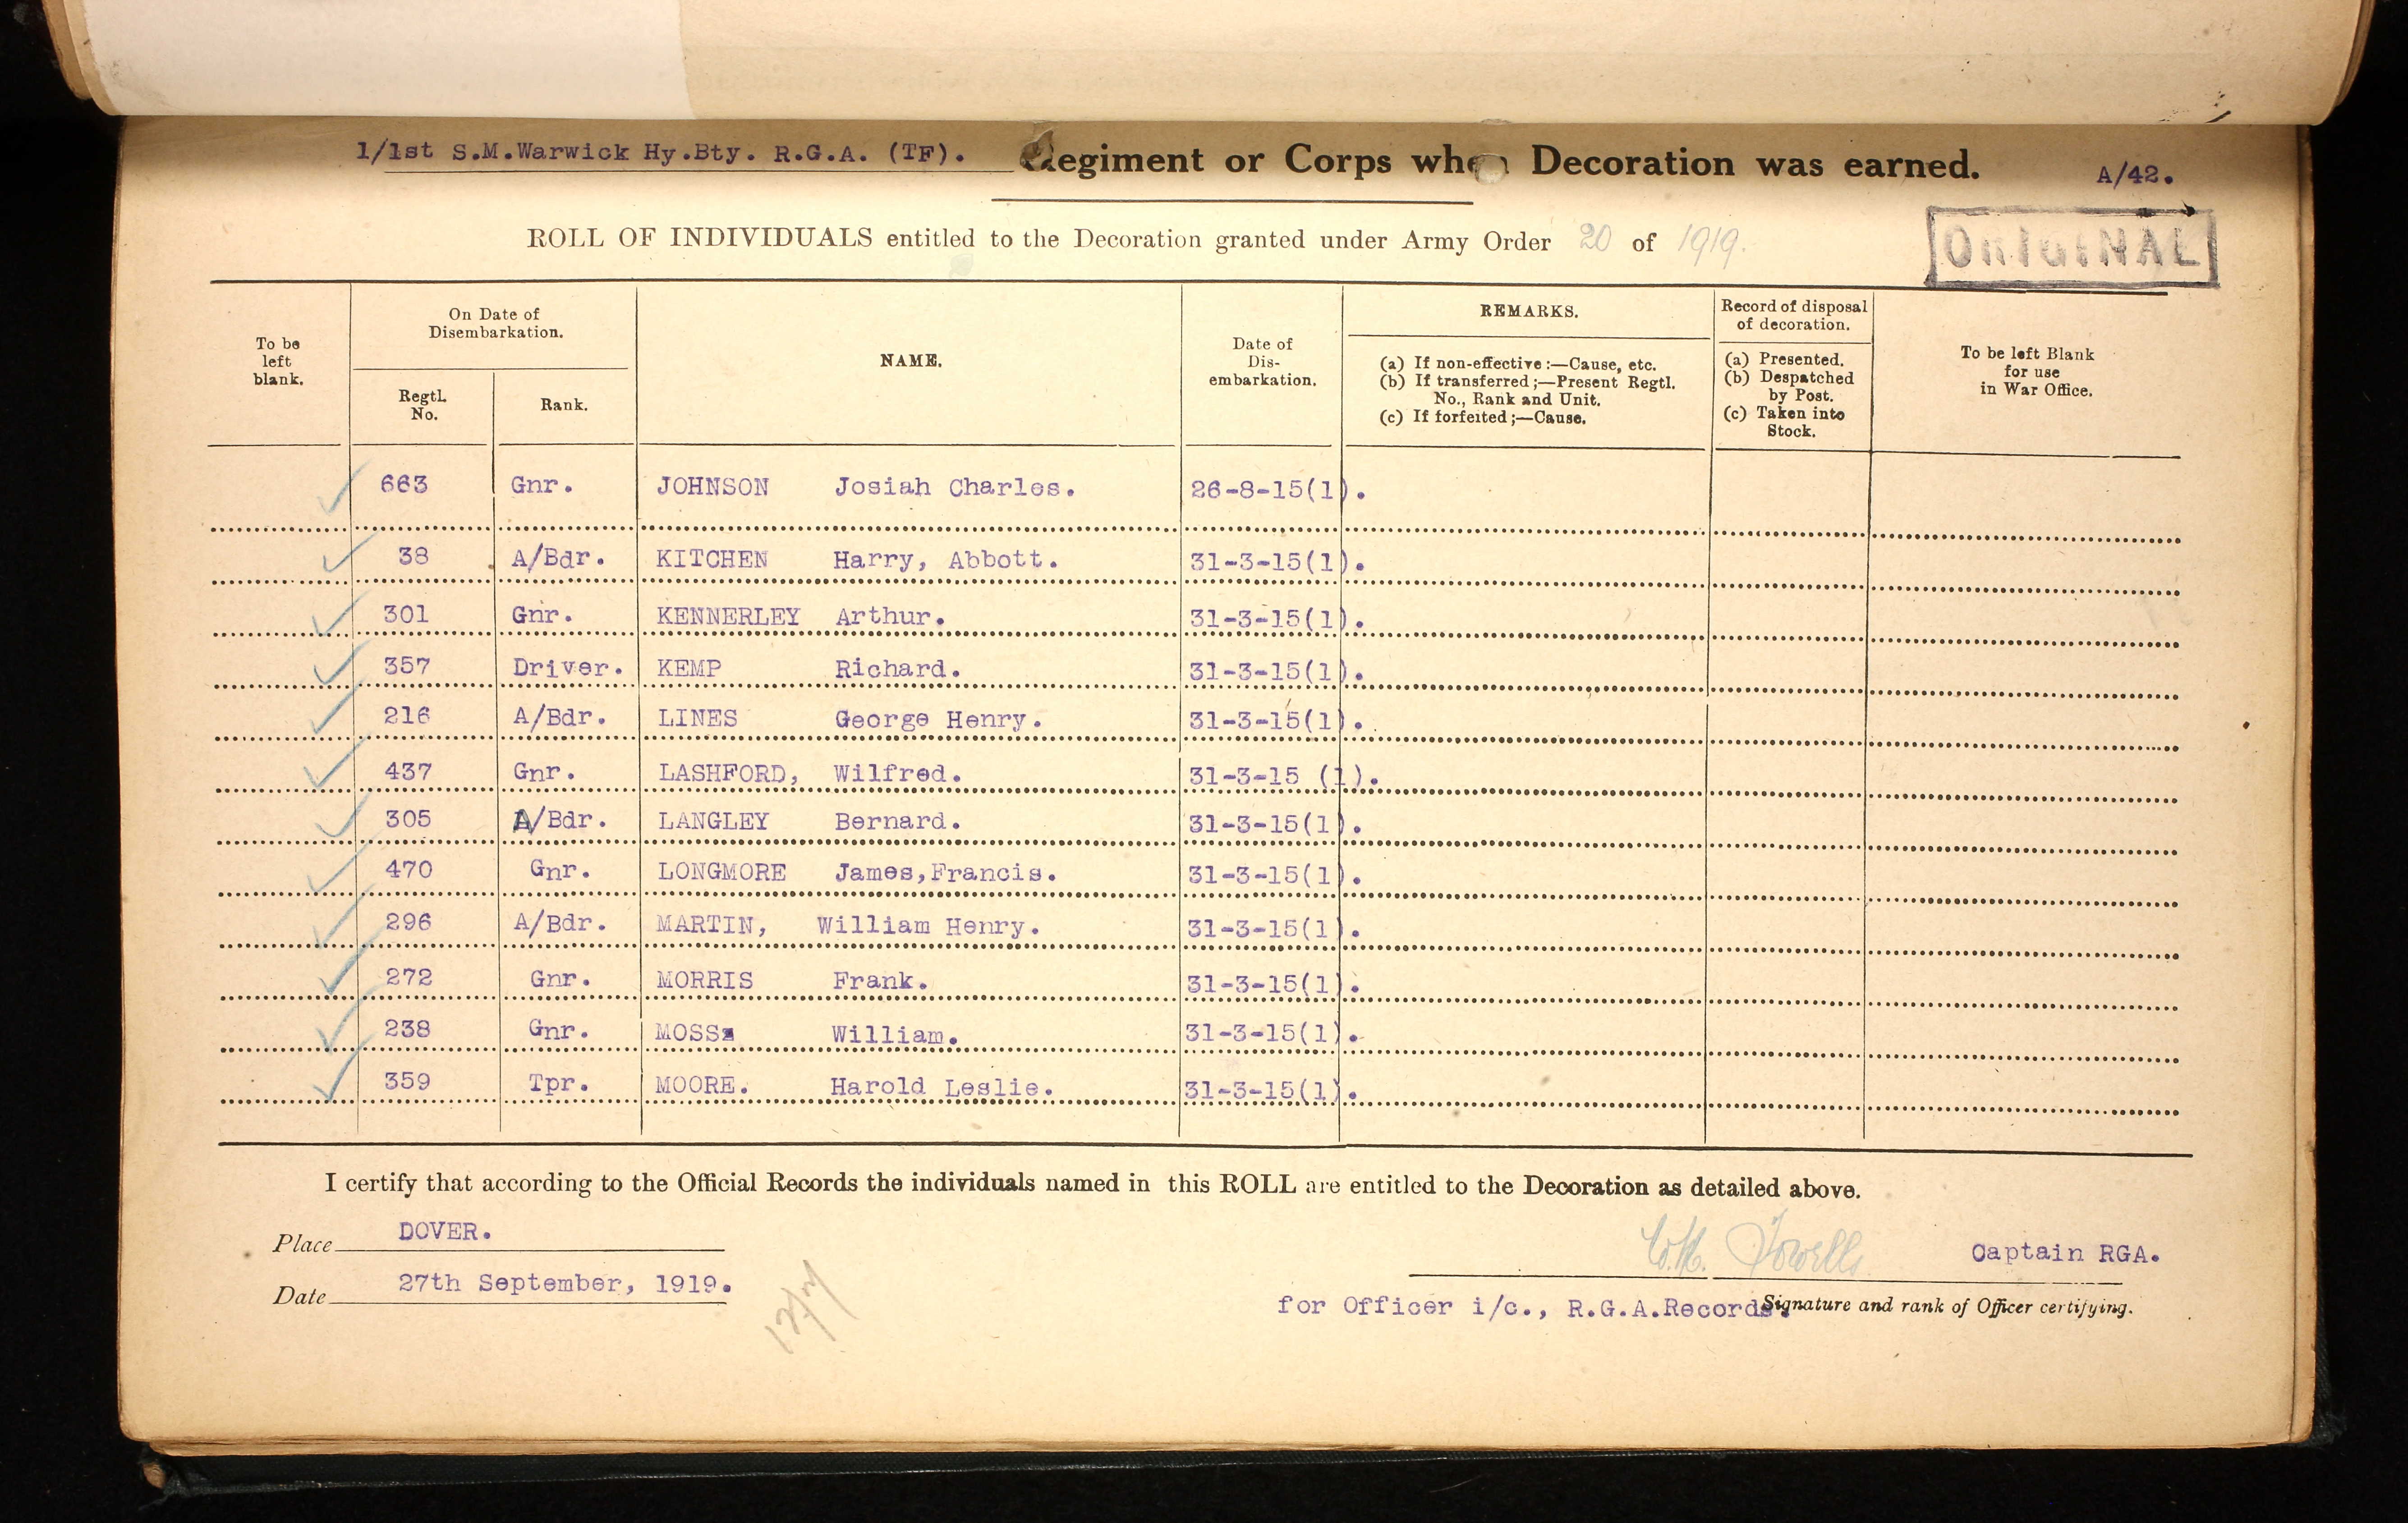 1/1st S.M.Warwick Hy.Bty. R.G.A. (TF). Regiment or Corps when Decoration was earned. A/42.
ROLL OF INDIVIDUALS entitled to the Decoration granted under Army Order 20 of 1919.
ORIGINAL
To be left blank.
On Date of Disembarkation.
Regtl. No.
Rank.
NAME.
Date of Dis-embarkation.
REMARKS.
(a) If non-effective:—Cause, etc.
(b) If transferred;—Present Regtl. No., Rank and Unit.
(c) If forfeited;—Cause.
Record of disposal of decoration.
(a) Presented.
(b) Despatched by Post.
(c) Taken into Stock.
To be left Blank for use in War Office.
663 Gnr. JOHNSON Josiah Charles. 26-8-15(1).
38 A/Bdr. KITCHEN Harry, Abbott. 31-3-15(1).
301 Gnr. KENNERLEY Arthur. 31-3-15(1).
357 Driver. KEMP Richard. 31-3-15(1).
216 A/Bdr. LINES George Henry. 31-3-15(1).
437 Gnr. LASHFORD, Wilfred. 31-3-15 (1).
305 A/Bdr. LANGLEY Bernard. 31-3-15(1).
470 Gnr. LONGMORE James,Francis. 31-3-15(1).
296 A/Bdr. MARTIN, William Henry. 31-3-15(1).
272 Gnr. MORRIS Frank. 31-3-15(1).
238 Gnr. MOSS William. 31-3-15(1).
359 Tpr. MOORE. Harold Leslie. 31-3-15(1).
I certify that according to the Official Records the individuals named in this ROLL are entitled to the Decoration as detailed above.
Place DOVER.
Date 27th September, 1919.
Captain RGA.
for Officer i/c., R.G.A.Records.
Signature and rank of Officer certifying.